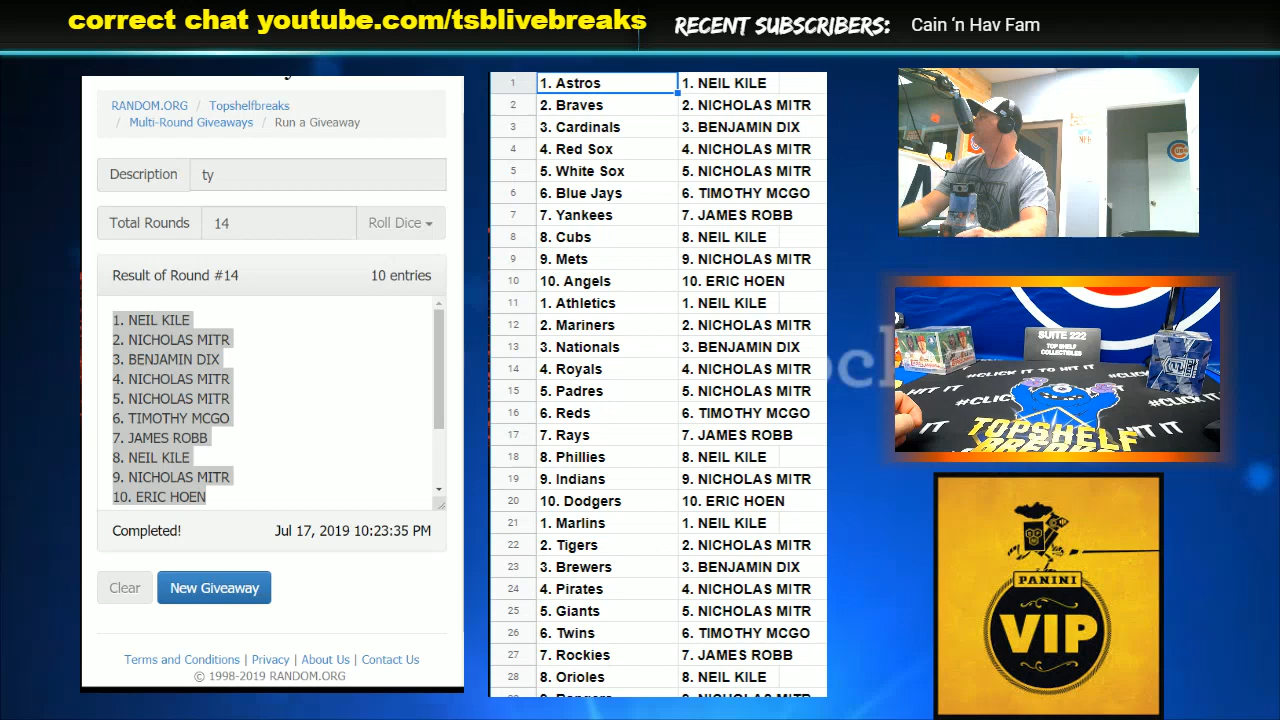 correct chat youtube.com/tsblivebreaks
RECENT SUBSCRIBERS:
Cain ’n Hav Fam
RANDOM.ORG / Topshelfbreaks
/ Multi-Round Giveaways / Run a Giveaway
Description ty
Total Rounds 14 Roll Dice
Result of Round #14 10 entries
1. NEIL KILE
2. NICHOLAS MITR
3. BENJAMIN DIX
4. NICHOLAS MITR
5. NICHOLAS MITR
6. TIMOTHY MCGO
7. JAMES ROBB
8. NEIL KILE
9. NICHOLAS MITR
10. ERIC HOEN
Completed! Jul 17, 2019 10:23:35 PM
Clear New Giveaway
Terms and Conditions | Privacy | About Us | Contact Us
© 1998-2019 RANDOM.ORG
1 1. Astros 1. NEIL KILE
2 2. Braves 2. NICHOLAS MITR
3 3. Cardinals 3. BENJAMIN DIX
4 4. Red Sox 4. NICHOLAS MITR
5 5. White Sox 5. NICHOLAS MITR
6 6. Blue Jays 6. TIMOTHY MCGO
7 7. Yankees 7. JAMES ROBB
8 8. Cubs 8. NEIL KILE
9 9. Mets 9. NICHOLAS MITR
10 10. Angels 10. ERIC HOEN
11 1. Athletics 1. NEIL KILE
12 2. Mariners 2. NICHOLAS MITR
13 3. Nationals 3. BENJAMIN DIX
14 4. Royals 4. NICHOLAS MITR
15 5. Padres 5. NICHOLAS MITR
16 6. Reds 6. TIMOTHY MCGO
17 7. Rays 7. JAMES ROBB
18 8. Phillies 8. NEIL KILE
19 9. Indians 9. NICHOLAS MITR
20 10. Dodgers 10. ERIC HOEN
21 1. Marlins 1. NEIL KILE
22 2. Tigers 2. NICHOLAS MITR
23 3. Brewers 3. BENJAMIN DIX
24 4. Pirates 4. NICHOLAS MITR
25 5. Giants 5. NICHOLAS MITR
26 6. Twins 6. TIMOTHY MCGO
27 7. Rockies 7. JAMES ROBB
28 8. Orioles 8. NEIL KILE
SUITE 222
TOP SHELF
COLLECTIBLES
#CLICK IT TO HIT IT
#CLICK
HIT IT
TOPSHELF
BREAKS
PANINI
VIP